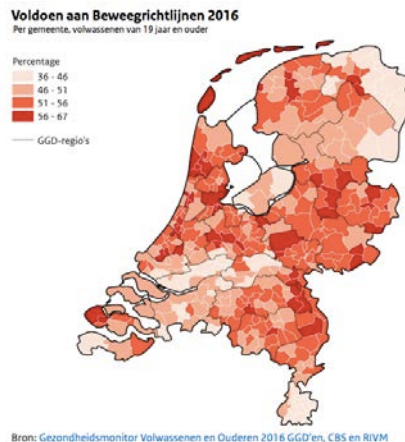 Voldoen aan Beweegrichtlijnen 2016
Per gemeente, volwassenen van 19 jaar en ouder
Percentage
36 - 46
46 - 51
51 - 56
56 - 67
GGD-regio's
Bron: Gezondheidsmonitor Volwassenen en Ouderen 2016 GGD'en, CBS en RIVM